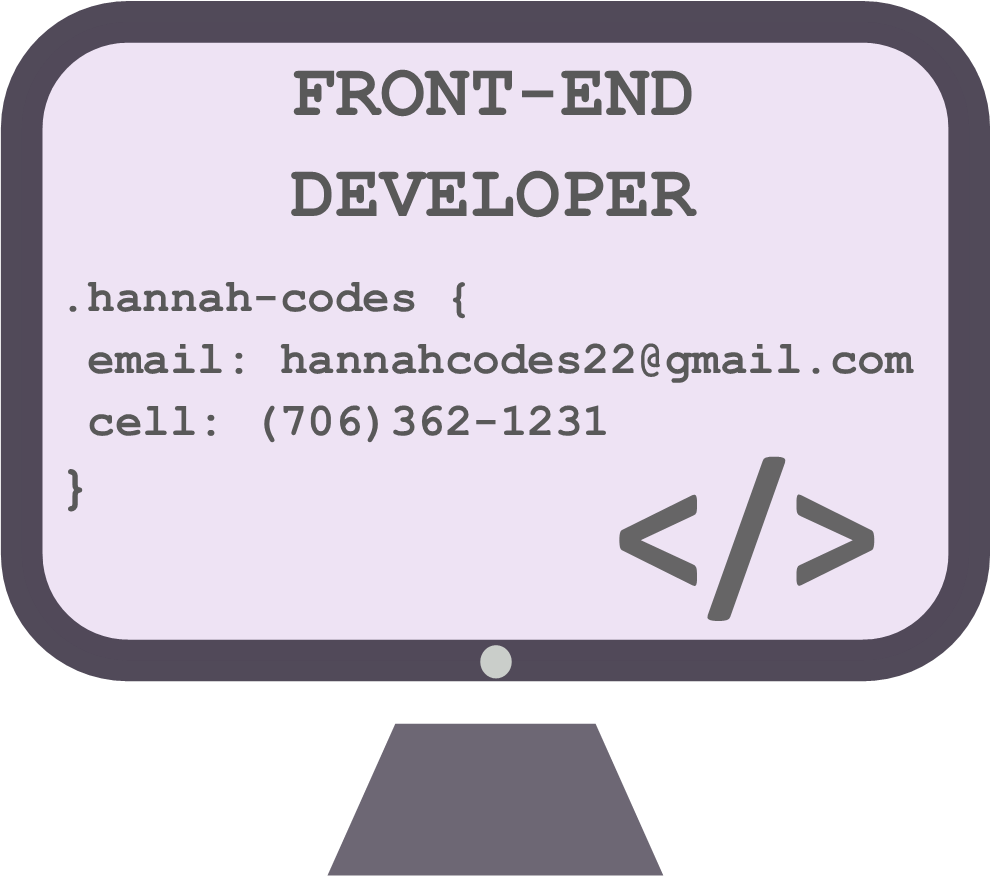 FRONT-END
DEVELOPER
.hannah-codes {
email: hannahcodes22@gmail.com
cell: (706)362-1231
}
</>